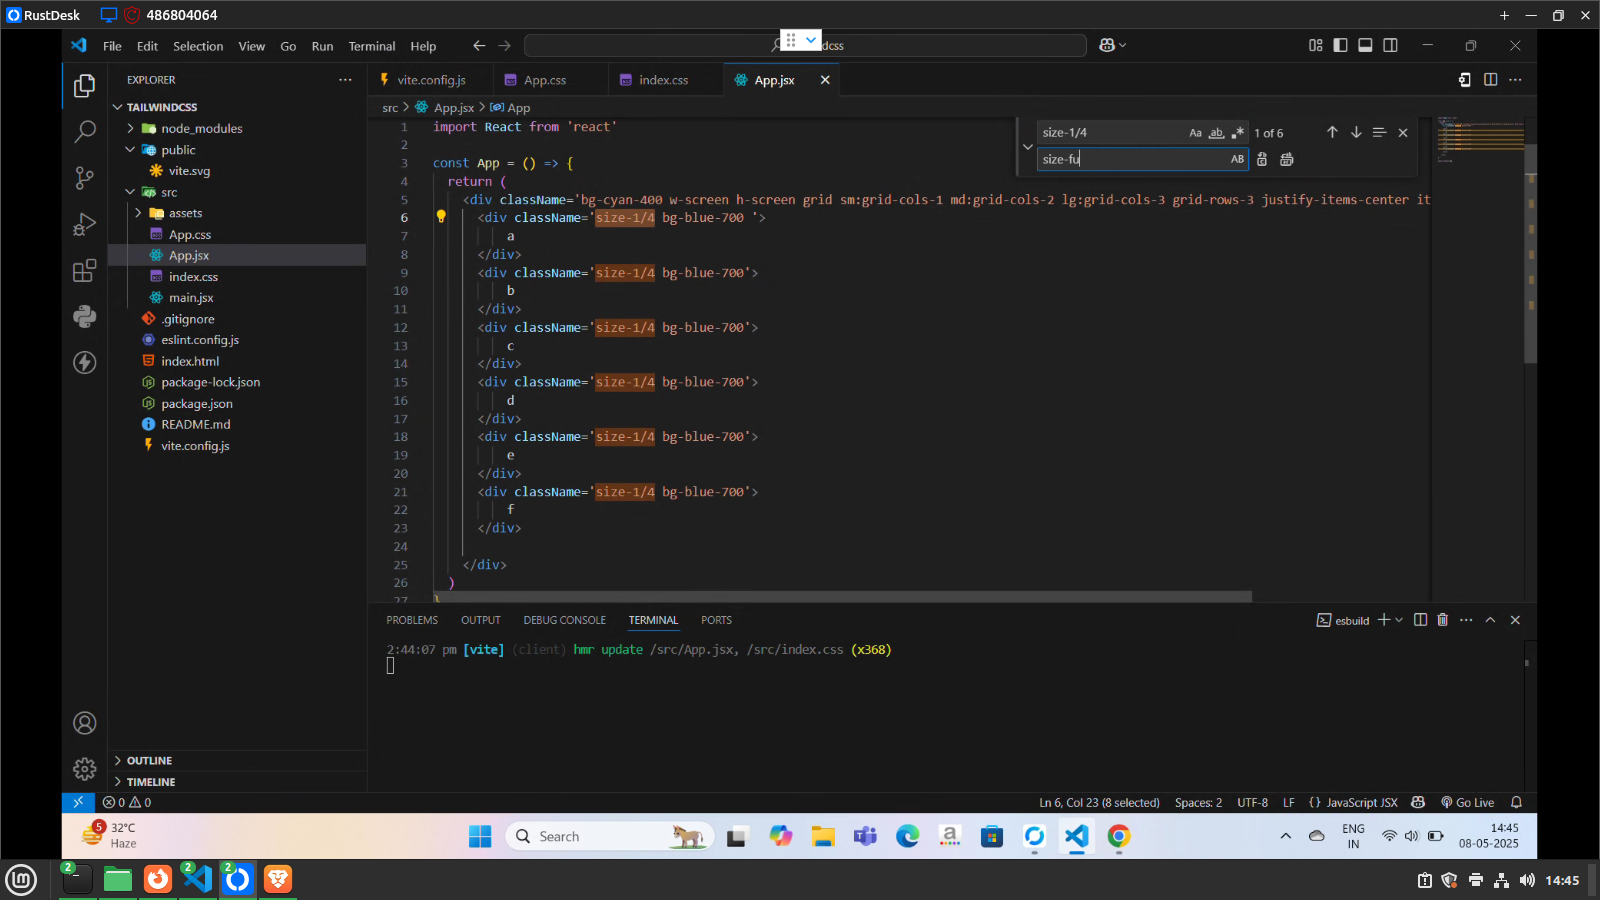 RustDesk
486804064
File Edit Selection View Go Run Terminal Help
dcss
EXPLORER
vite.config.js
App.css
index.css
App.jsx
TAILWINDCSS
src > App.jsx > App
node_modules
public
vite.svg
src
assets
App.css
App.jsx
index.css
main.jsx
.gitignore
eslint.config.js
index.html
package-lock.json
package.json
README.md
vite.config.js
OUTLINE
TIMELINE
size-1/4
Aa ab 1 of 6
size-fu
AB
1 import React from 'react'
2
3 const App = () => {
4 return (
5 <div className='bg-cyan-400 w-screen h-screen grid sm:grid-cols-1 md:grid-cols-2 lg:grid-cols-3 grid-rows-3 justify-items-center it
6 <div className='size-1/4 bg-blue-700 '>
7 a
8 </div>
9 <div className='size-1/4 bg-blue-700'>
10 b
11 </div>
12 <div className='size-1/4 bg-blue-700'>
13 c
14 </div>
15 <div className='size-1/4 bg-blue-700'>
16 d
17 </div>
18 <div className='size-1/4 bg-blue-700'>
19 e
20 </div>
21 <div className='size-1/4 bg-blue-700'>
22 f
23 </div>
24
25 </div>
26 )
27 }
PROBLEMS OUTPUT DEBUG CONSOLE TERMINAL PORTS
esbuild
2:44:07 pm [vite] (client) hmr update /src/App.jsx, /src/index.css (x368)
0 0
Ln 6, Col 23 (8 selected) Spaces: 2 UTF-8 LF {} JavaScript JSX Go Live
5
32°C
Haze
Search
ENG
IN
14:45
08-05-2025
2
2
2
14:45